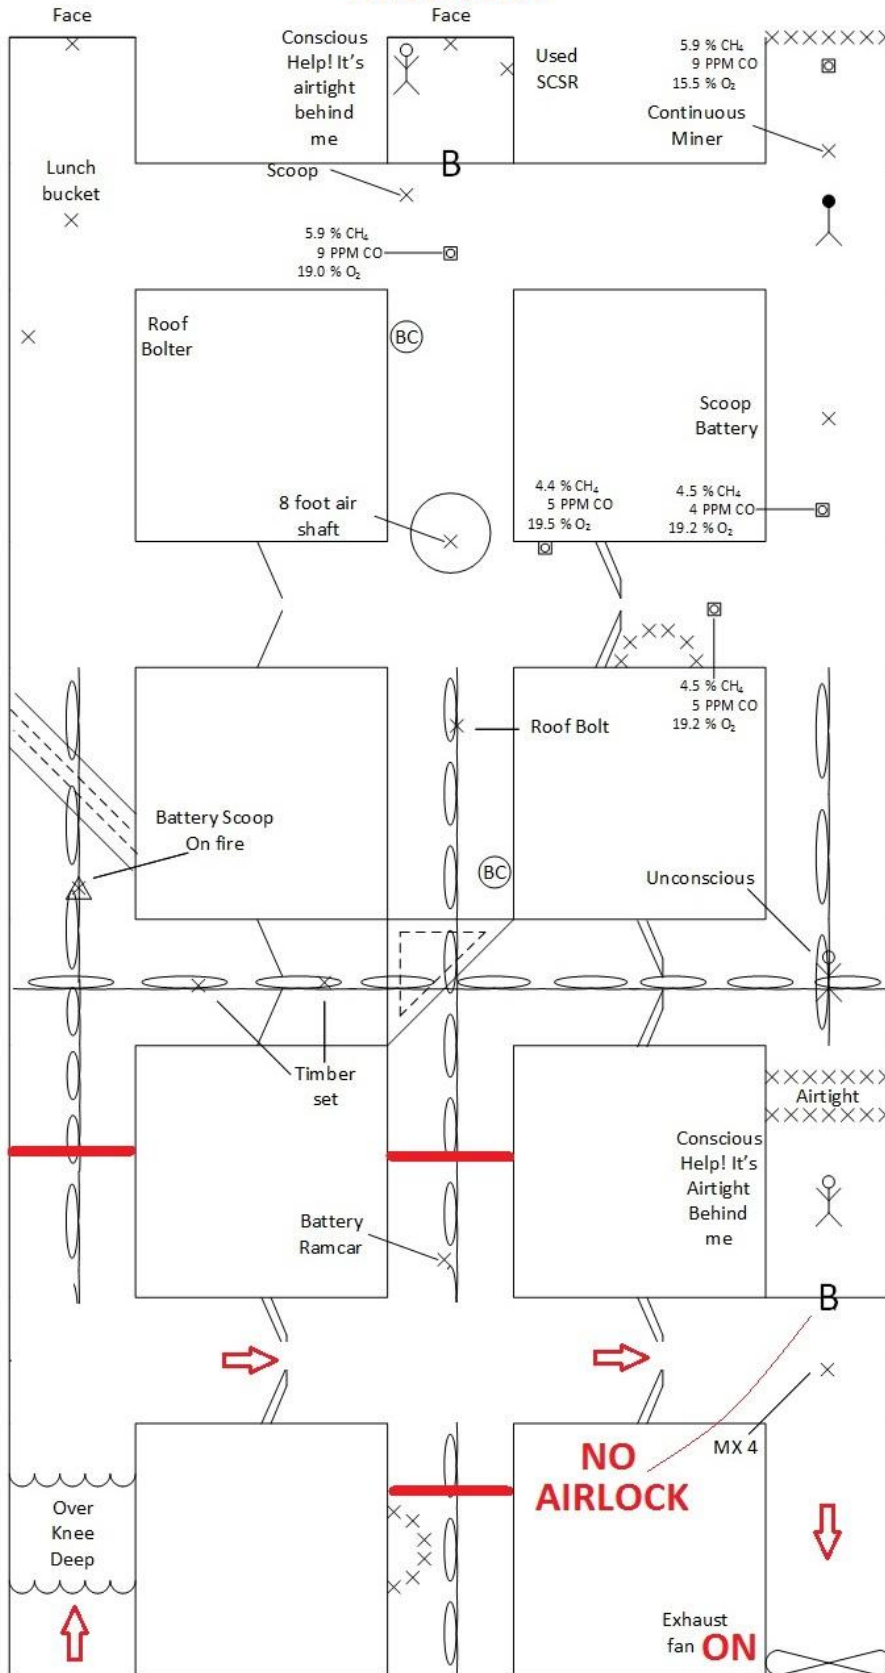 Face
Face
Conscious
Help! It's
airtight
behind
me
Used
SCSR
5.9 % CH₄
9 PPM CO
15.5 % O₂
Continuous
Miner
Lunch
bucket
Scoop
B
5.9 % CH₄
9 PPM CO
19.0 % O₂
Roof
Bolter
BC
Scoop
Battery
8 foot air
shaft
4.4 % CH₄
5 PPM CO
19.5 % O₂
4.5 % CH₄
4 PPM CO
19.2 % O₂
4.5 % CH₄
5 PPM CO
19.2 % O₂
Roof Bolt
Battery Scoop
On fire
BC
Unconscious
Timber
set
Airtight
Conscious
Help! It's
Airtight
Behind
me
Battery
Ramcar
B
MX 4
NO
AIRLOCK
Over
Knee
Deep
Exhaust
fan ON